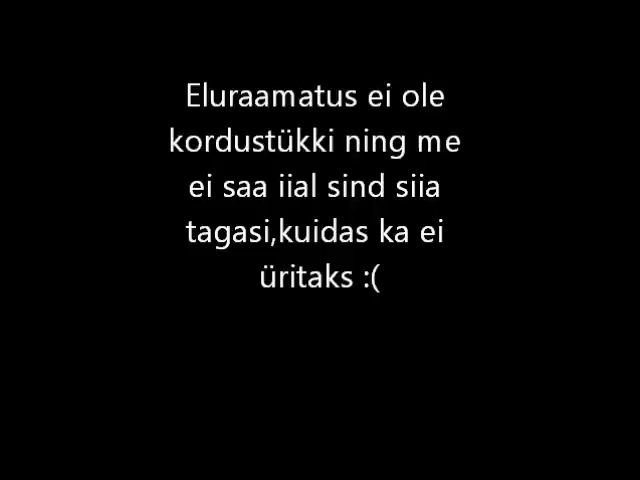 Eluraamatus ei ole
kordustükki ning me
ei saa iial sind siia
tagasi,kuidas ka ei
üritaks :(